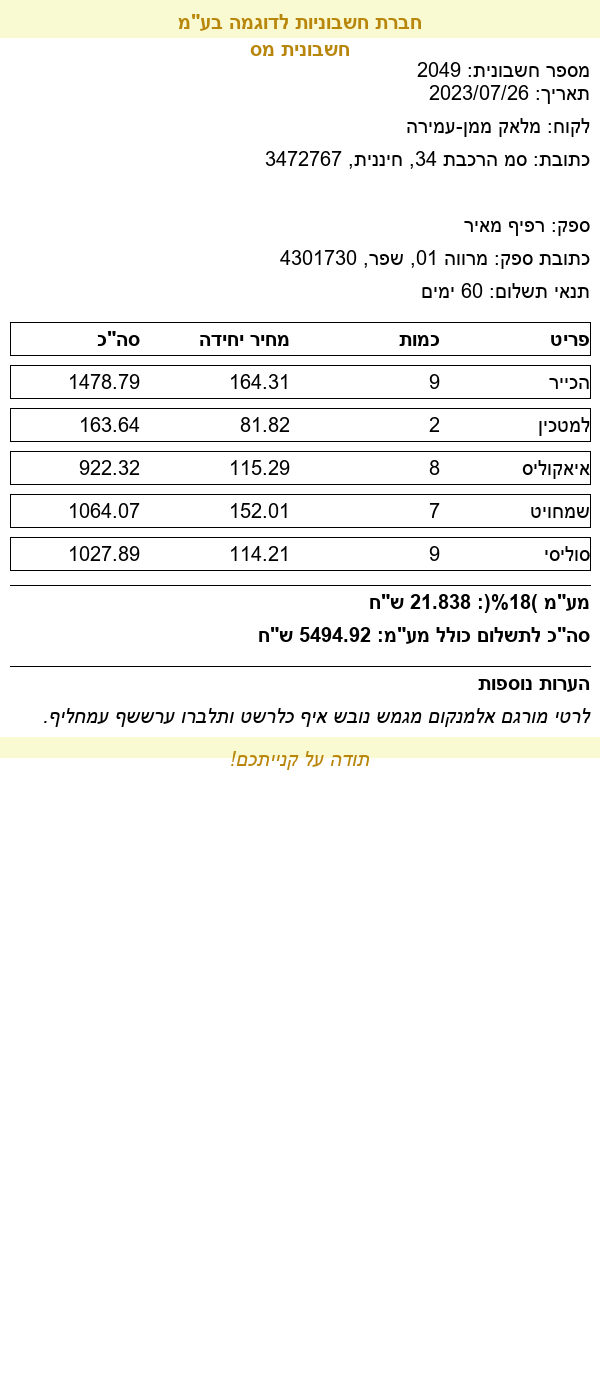 חברת חשבוניות לדוגמה בע"מ
חשבונית מס
מספר חשבונית: 2049
תאריך: 2023/07/26
לקוח: מלאק ממן-עמירה
כתובת: סמ הרכבת 34, חיננית, 3472767
ספק: רפיף מאיר
כתובת ספק: מרווה 01, שפר, 4301730
תנאי תשלום: 60 ימים
פריט כמות מחיר יחידה סה"כ
הכייר 9 164.31 1478.79
למטכין 2 81.82 163.64
איאקוליס 8 115.29 922.32
שמחויט 7 152.01 1064.07
סוליסי 9 114.21 1027.89
מע"מ )18%(: 21.838 ש"ח
סה"כ לתשלום כולל מע"מ: 5494.92 ש"ח
הערות נוספות
לרטי מורגם אלמנקום מגמש נובש איף כלרשט ותלברו ערששף עמחליף.
תודה על קנייתכם!